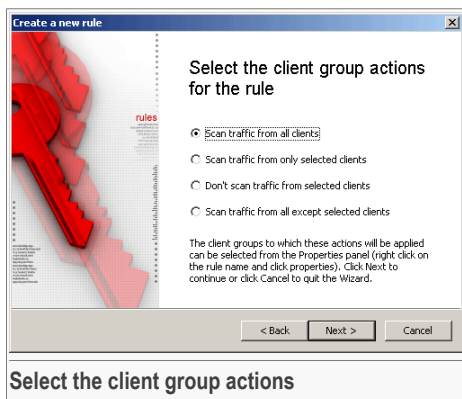 Create a new rule
Select the client group actions
for the rule
rules
Scan traffic from all clients
Scan traffic from only selected clients
Don't scan traffic from selected clients
Scan traffic from all except selected clients
The client groups to which these actions will be applied
can be selected from the Properties panel (right click on
the rule name and click properties). Click Next to
continue or click Cancel to quit the Wizard.
< Back
Next >
Cancel
Select the client group actions